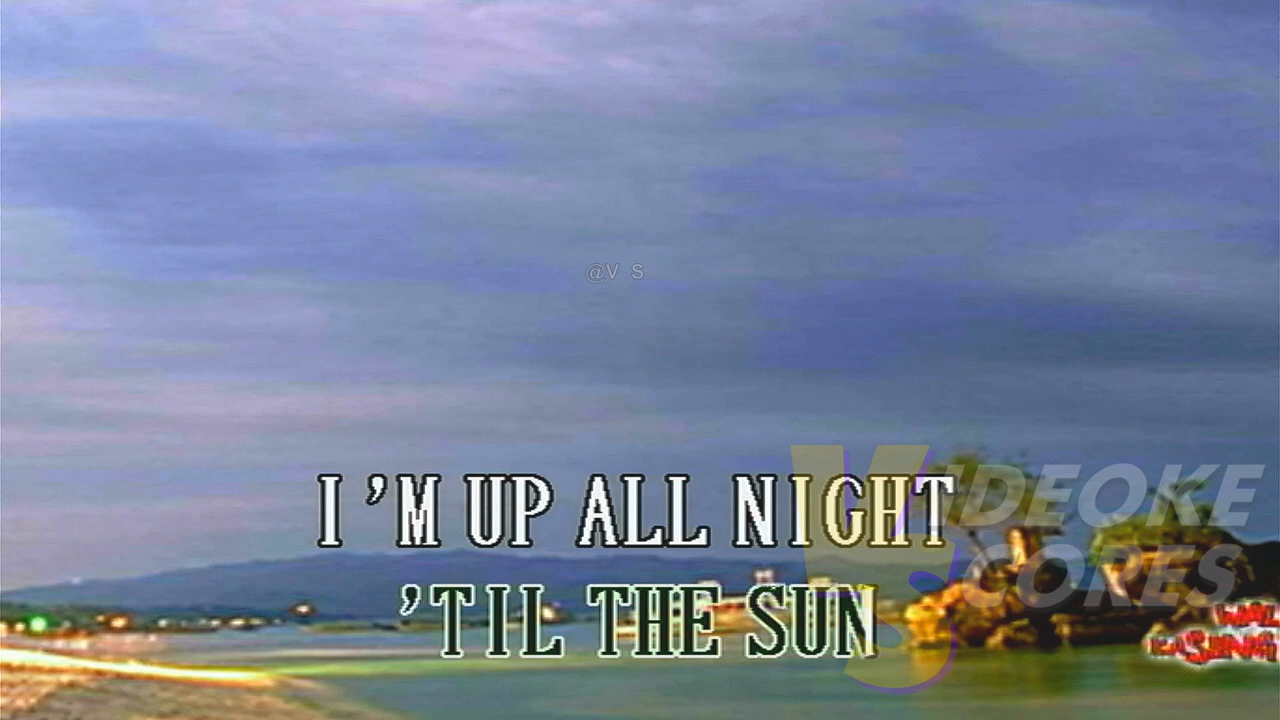 @V S
I 'M UP ALL NIGHT
'TIL THE SUN
VIDEOKE
SCORES